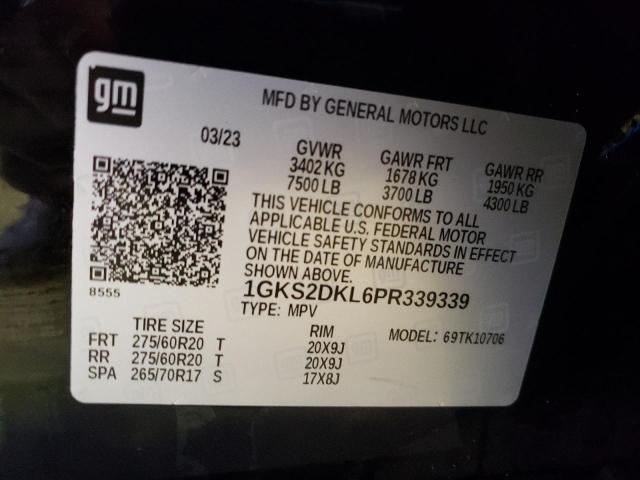 gm
MFD BY GENERAL MOTORS LLC
03/23
GVWR GAWR FRT GAWR RR
3402 KG 1678 KG 1950 KG
7500 LB 3700 LB 4300 LB
THIS VEHICLE CONFORMS TO ALL
APPLICABLE U.S. FEDERAL MOTOR
VEHICLE SAFETY STANDARDS IN EFFECT
ON THE DATE OF MANUFACTURE
SHOWN ABOVE.
8555
1GKS2DKL6PR339339
TYPE: MPV
TIRE SIZE RIM MODEL: 69TK10706
FRT 275/60R20 T 20X9J
RR 275/60R20 T 20X9J
SPA 265/70R17 S 17X8J